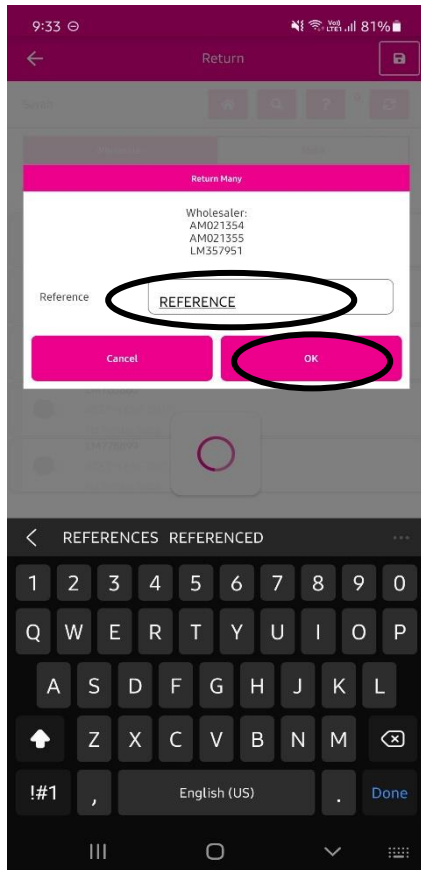 9:33 81%
Return
Return Many
Wholesaler:
AM021354
AM021355
LM357951
Reference REFERENCE
Cancel OK
REFERENCES REFERENCED
1 2 3 4 5 6 7 8 9 0
Q W E R T Y U I O P
A S D F G H J K L
Z X C V B N M
!#1 , English (US) . Done